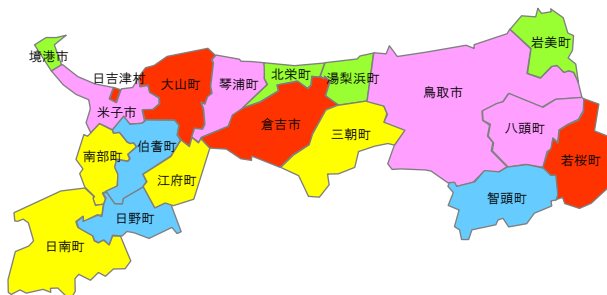 岩美町
境港市
日吉津村
大山町
琴浦町
北栄町
湯梨浜町
鳥取市
米子市
倉吉市
三朝町
八頭町
伯耆町
南部町
江府町
若桜町
智頭町
日野町
日南町